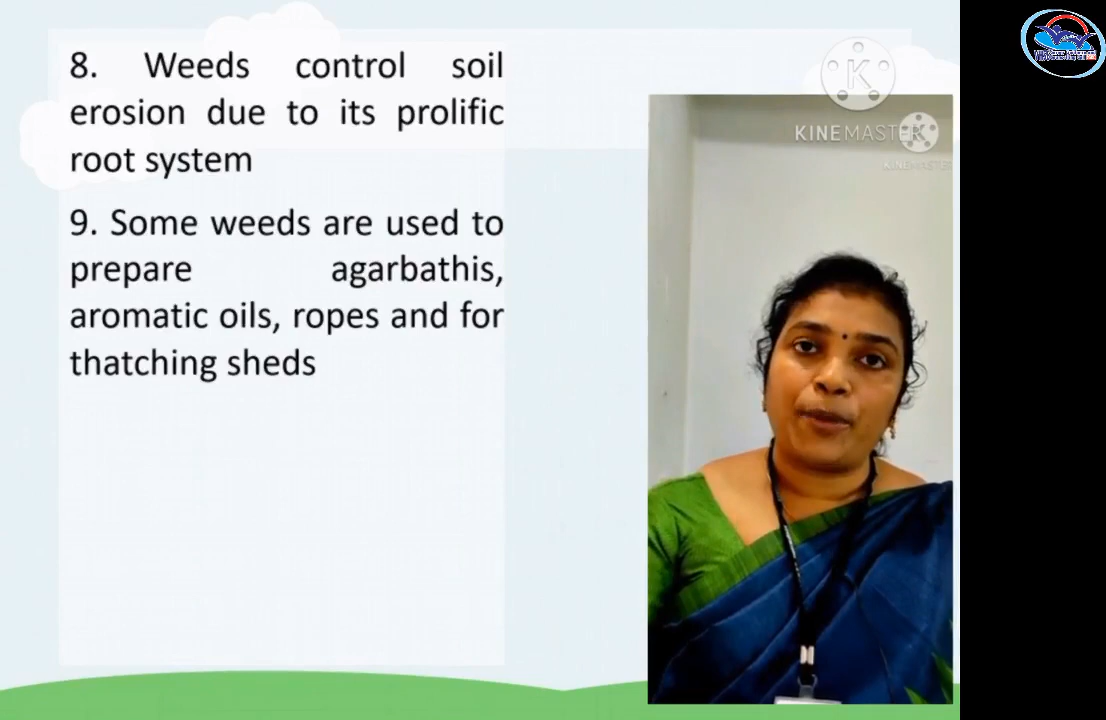 8. Weeds control soil
erosion due to its prolific
root system
9. Some weeds are used to
prepare agarbathis,
aromatic oils, ropes and for
thatching sheds
K
KINEMASTER
KINEMASTER